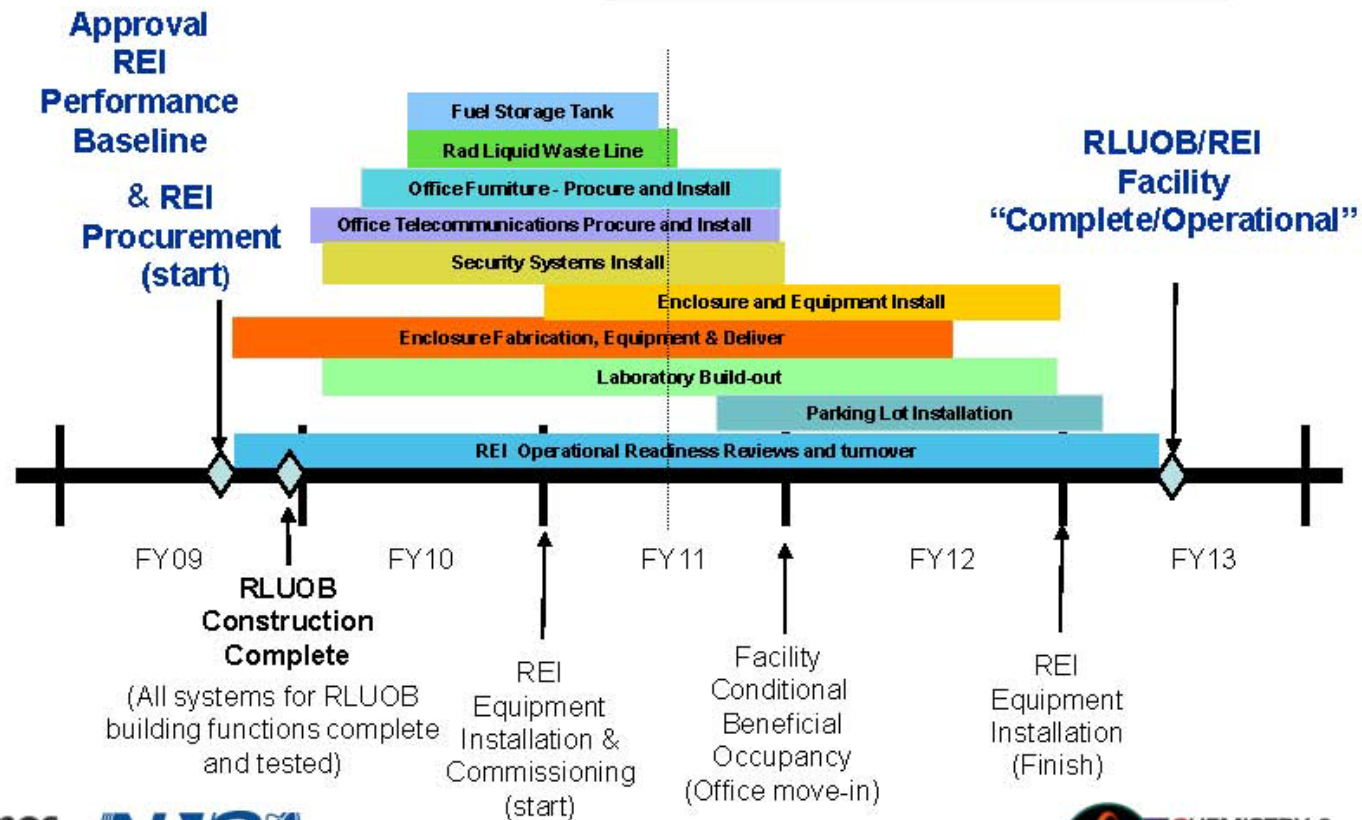 Approval
REI
Performance
Baseline
& REI
Procurement
(start)
Fuel Storage Tank
Rad Liquid Waste Line
Office Furniture - Procure and Install
Office Telecommunications Procure and Install
Security Systems Install
Enclosure and Equipment Install
Enclosure Fabrication, Equipment & Deliver
Laboratory Build-out
Parking Lot Installation
REI Operational Readiness Reviews and turnover
RLUOB/REI
Facility
“Complete/Operational”
FY09
FY10
FY11
FY12
FY13
RLUOB
Construction
Complete
(All systems for RLUOB
building functions complete
and tested)
REI
Equipment
Installation &
Commissioning
(start)
Facility
Conditional
Beneficial
Occupancy
(Office move-in)
REI
Equipment
Installation
(Finish)